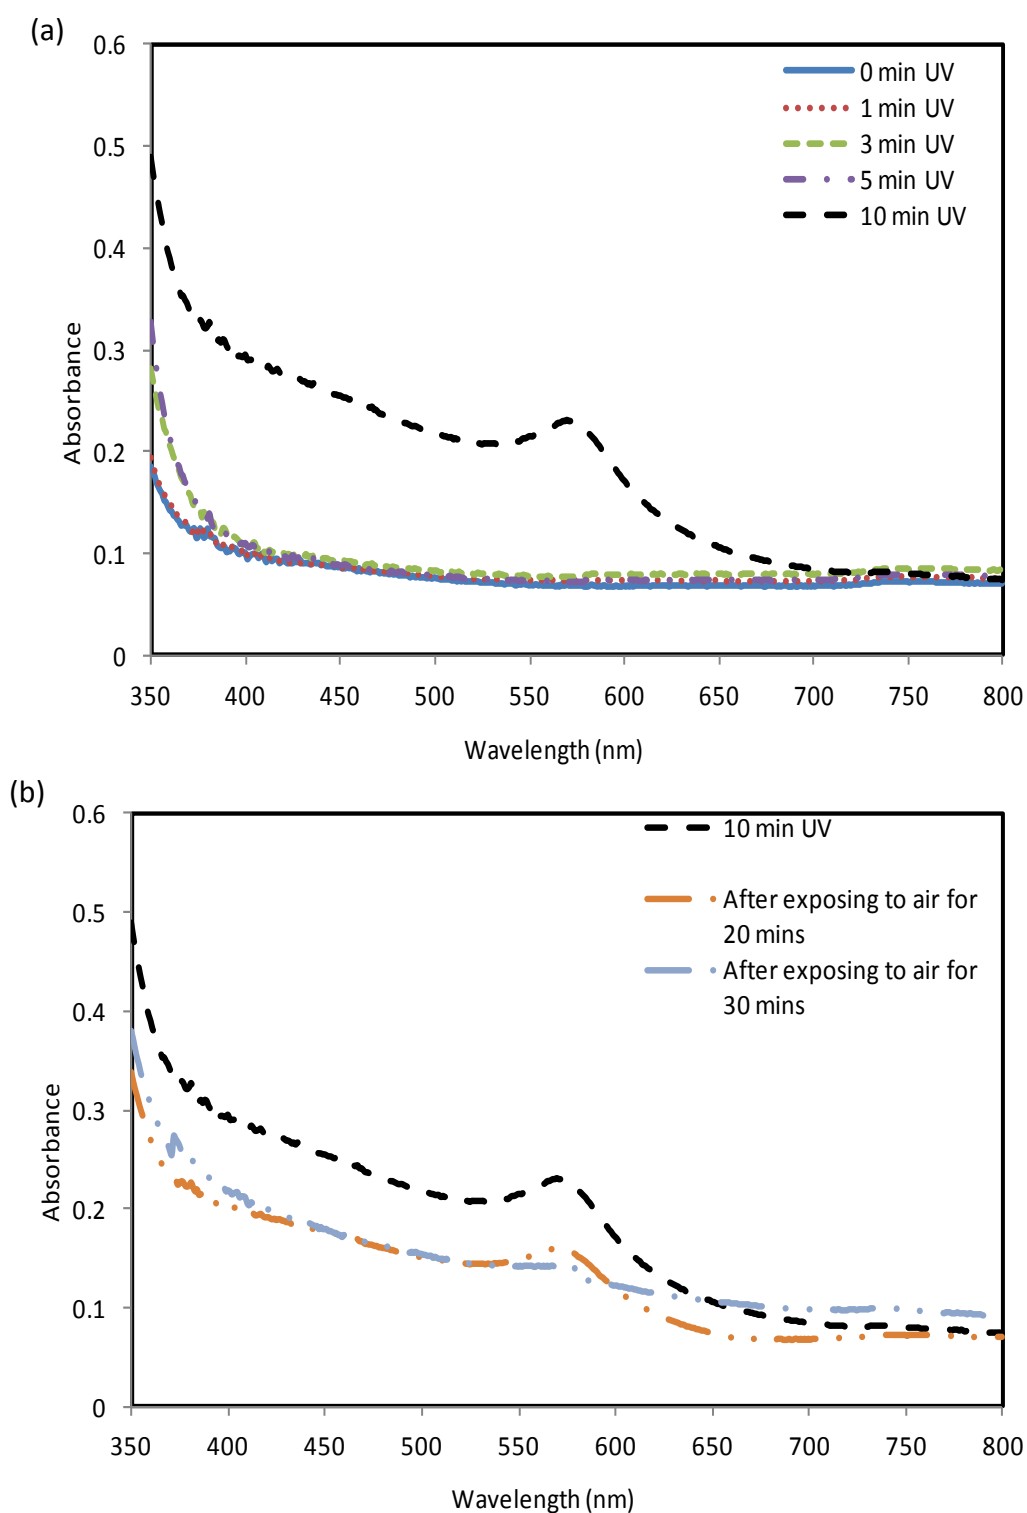 (a)
0.6
0 min UV
1 min UV
0.5
3 min UV
5 min UV
10 min UV
0.4
0.3
Absorbance
0.2
0.1
0
350 400 450 500 550 600 650 700 750 800
Wavelength (nm)
(b)
0.6
10 min UV
0.5
After exposing to air for
20 mins
After exposing to air for
30 mins
0.4
0.3
Absorbance
0.2
0.1
0
350 400 450 500 550 600 650 700 750 800
Wavelength (nm)